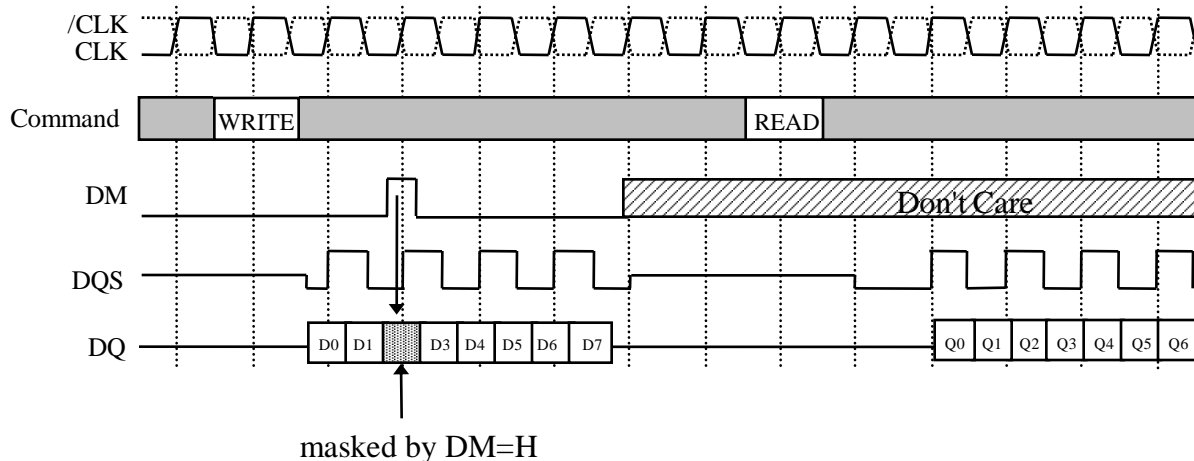 /CLK
CLK
Command WRITE READ
DM Don't Care
DQS
DQ D0 D1 D3 D4 D5 D6 D7 Q0 Q1 Q2 Q3 Q4 Q5 Q6
masked by DM=H